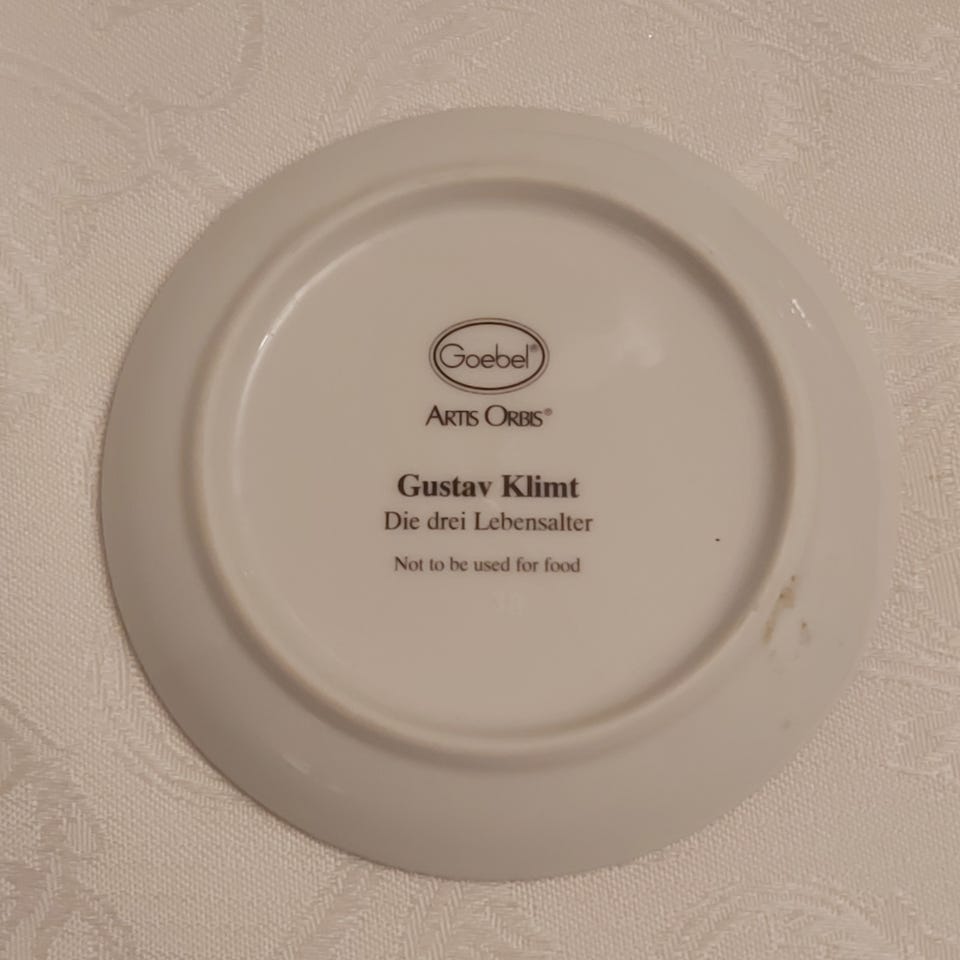 Goebel®
ARTIS ORBIS®
Gustav Klimt
Die drei Lebensalter
Not to be used for food